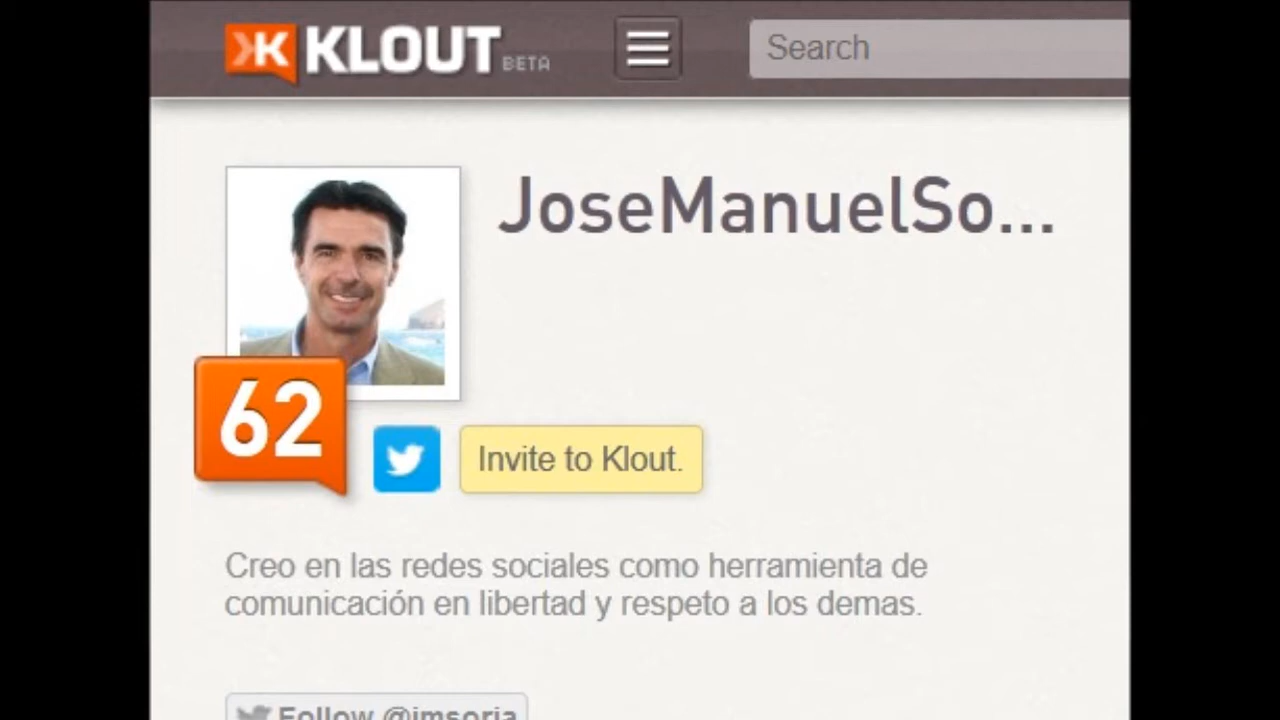 KLOUT BETA
Search
JoseManuelSo...
62
Invite to Klout.
Creo en las redes sociales como herramienta de
comunicación en libertad y respeto a los demas.
Follow @jmsoria